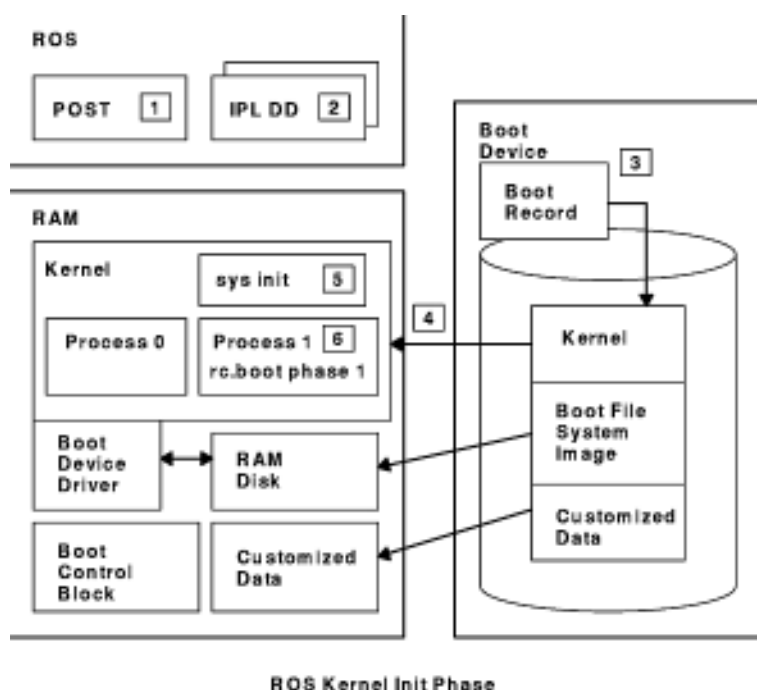 ROS
POST 1
IPL DD 2
Boot
Device
3
Boot
Record
RAM
Kernel
sys init 5
Process 0
Process 1 6
rc.boot phase 1
4
Kernel
Boot File
System
Image
Customized
Data
Boot
Device
Driver
RAM
Disk
Boot
Control
Block
Customized
Data
ROS Kernel Init Phase